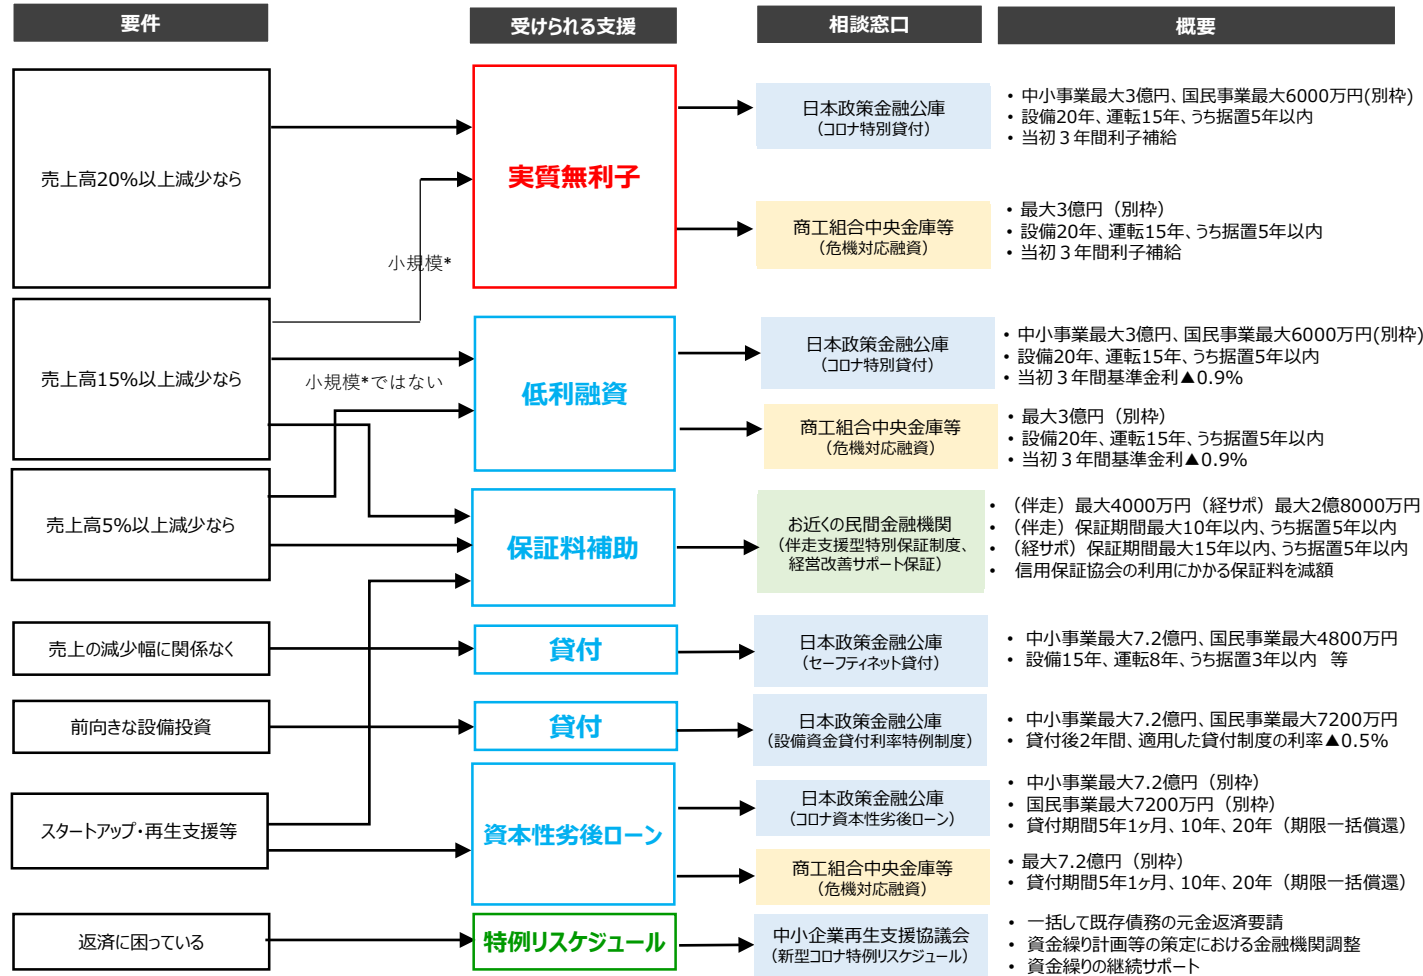 要件
受けられる支援
相談窓口
概要
売上高20%以上減少なら
実質無利子
日本政策金融公庫
（コロナ特別貸付）
• 中小事業最大3億円、国民事業最大6000万円(別枠)
• 設備20年、運転15年、うち据置5年以内
• 当初３年間利子補給
商工組合中央金庫等
（危機対応融資）
• 最大3億円（別枠）
• 設備20年、運転15年、うち据置5年以内
• 当初３年間利子補給
小規模*
売上高15%以上減少なら
小規模*ではない
低利融資
日本政策金融公庫
（コロナ特別貸付）
• 中小事業最大3億円、国民事業最大6000万円(別枠)
• 設備20年、運転15年、うち据置5年以内
• 当初３年間基準金利▲0.9%
商工組合中央金庫等
（危機対応融資）
• 最大3億円（別枠）
• 設備20年、運転15年、うち据置5年以内
• 当初３年間基準金利▲0.9%
売上高5%以上減少なら
保証料補助
お近くの民間金融機関
（伴走支援型特別保証制度、
経営改善サポート保証）
• （伴走）最大4000万円（経サポ）最大2億8000万円
• （伴走）保証期間最大10年以内、うち据置5年以内
• （経サポ）保証期間最大15年以内、うち据置5年以内
• 信用保証協会の利用にかかる保証料を減額
売上の減少幅に関係なく
貸付
日本政策金融公庫
（セーフティネット貸付）
• 中小事業最大7.2億円、国民事業最大4800万円
• 設備15年、運転8年、うち据置3年以内　等
前向きな設備投資
貸付
日本政策金融公庫
（設備資金貸付利率特例制度）
• 中小事業最大7.2億円、国民事業最大7200万円
• 貸付後2年間、適用した貸付制度の利率▲0.5%
スタートアップ・再生支援等
資本性劣後ローン
日本政策金融公庫
（コロナ資本性劣後ローン）
• 中小事業最大7.2億円（別枠）
• 国民事業最大7200万円（別枠）
• 貸付期間5年1ヶ月、10年、20年（期限一括償還）
商工組合中央金庫等
（危機対応融資）
• 最大7.2億円（別枠）
• 貸付期間5年1ヶ月、10年、20年（期限一括償還）
返済に困っている
特例リスケジュール
中小企業再生支援協議会
（新型コロナ特例リスケジュール）
• 一括して既存債務の元金返済要請
• 資金繰り計画等の策定における金融機関調整
• 資金繰りの継続サポート